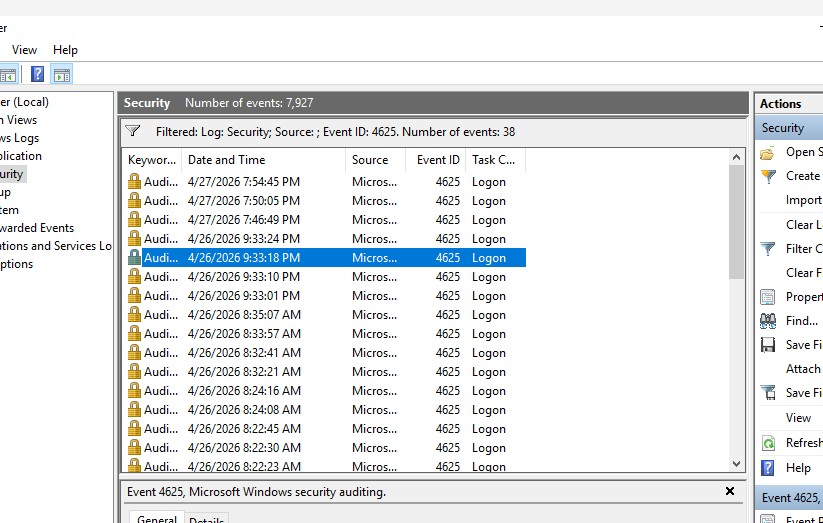 er
View Help
er (Local)
n Views
ws Logs
plication
urity
up
tem
rwarded Events
ations and Services Lo
iptions
Security Number of events: 7,927
Filtered: Log: Security; Source: ; Event ID: 4625. Number of events: 38
Keywor... Date and Time Source Event ID Task C...
Audi... 4/27/2026 7:54:45 PM Micros... 4625 Logon
Audi... 4/27/2026 7:50:05 PM Micros... 4625 Logon
Audi... 4/27/2026 7:46:49 PM Micros... 4625 Logon
Audi... 4/26/2026 9:33:24 PM Micros... 4625 Logon
Audi... 4/26/2026 9:33:18 PM Micros... 4625 Logon
Audi... 4/26/2026 9:33:10 PM Micros... 4625 Logon
Audi... 4/26/2026 9:33:01 PM Micros... 4625 Logon
Audi... 4/26/2026 8:35:07 AM Micros... 4625 Logon
Audi... 4/26/2026 8:33:57 AM Micros... 4625 Logon
Audi... 4/26/2026 8:32:41 AM Micros... 4625 Logon
Audi... 4/26/2026 8:32:21 AM Micros... 4625 Logon
Audi... 4/26/2026 8:24:16 AM Micros... 4625 Logon
Audi... 4/26/2026 8:24:08 AM Micros... 4625 Logon
Audi... 4/26/2026 8:22:45 AM Micros... 4625 Logon
Audi... 4/26/2026 8:22:30 AM Micros... 4625 Logon
Audi... 4/26/2026 8:22:23 AM Micros... 4625 Logon
Event 4625, Microsoft Windows security auditing.
General Details
Actions
Security
Open S
Create
Import
Clear L
Filter C
Clear F
Propert
Find...
Save Fi
Attach
Save Fi
View
Refresh
Help
Event 4625,
Event P